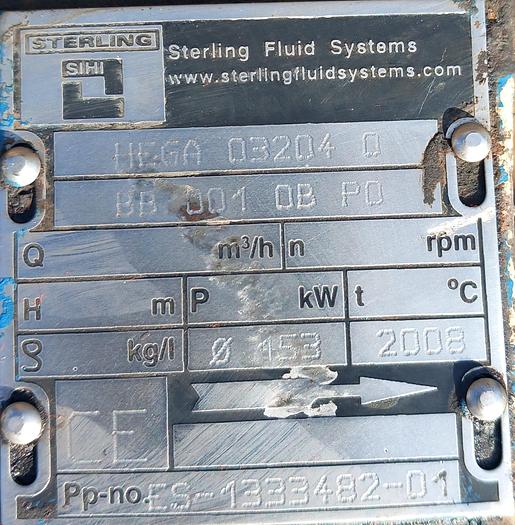 STERLING
SIHI
Sterling Fluid Systems
www.sterlingfluidsystems.com
HEGA 03204 0
BB 001 0B P0
Q m³/h n rpm
H m P kW t ºC
ρ kg/l Ø 153 2008
CE
Pp-no. ES-1333482-01